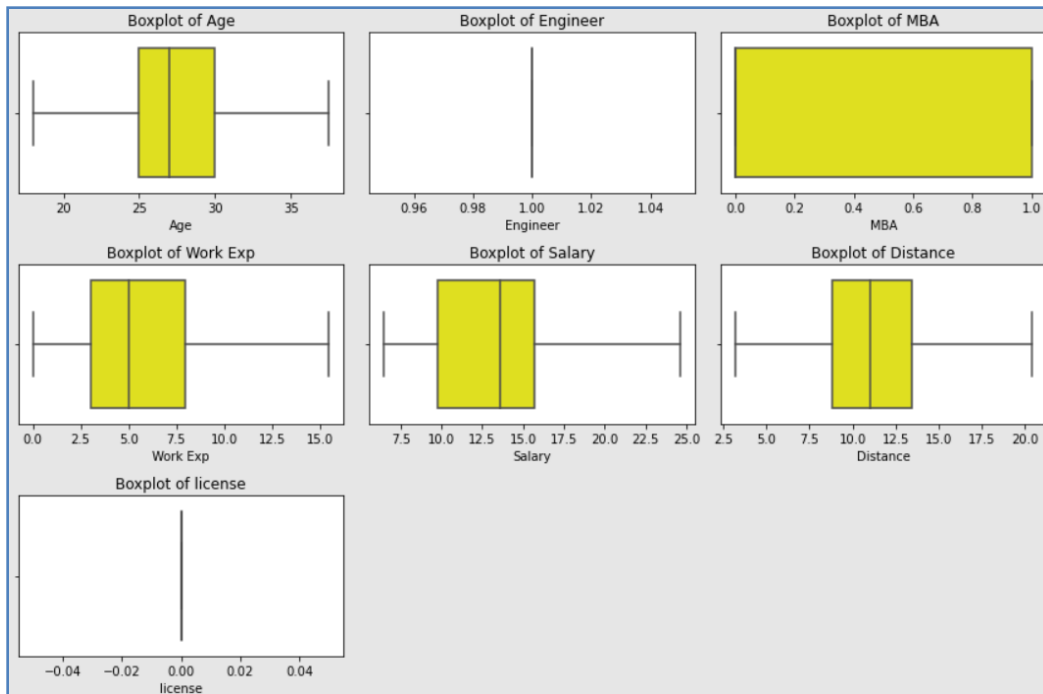 Boxplot of Age
20 25 30 35
Age
Boxplot of Engineer
0.96 0.98 1.00 1.02 1.04
Engineer
Boxplot of MBA
0.0 0.2 0.4 0.6 0.8 1.0
MBA
Boxplot of Work Exp
0.0 2.5 5.0 7.5 10.0 12.5 15.0
Work Exp
Boxplot of Salary
7.5 10.0 12.5 15.0 17.5 20.0 22.5 25.0
Salary
Boxplot of Distance
2.5 5.0 7.5 10.0 12.5 15.0 17.5 20.0
Distance
Boxplot of license
−0.04 −0.02 0.00 0.02 0.04
license